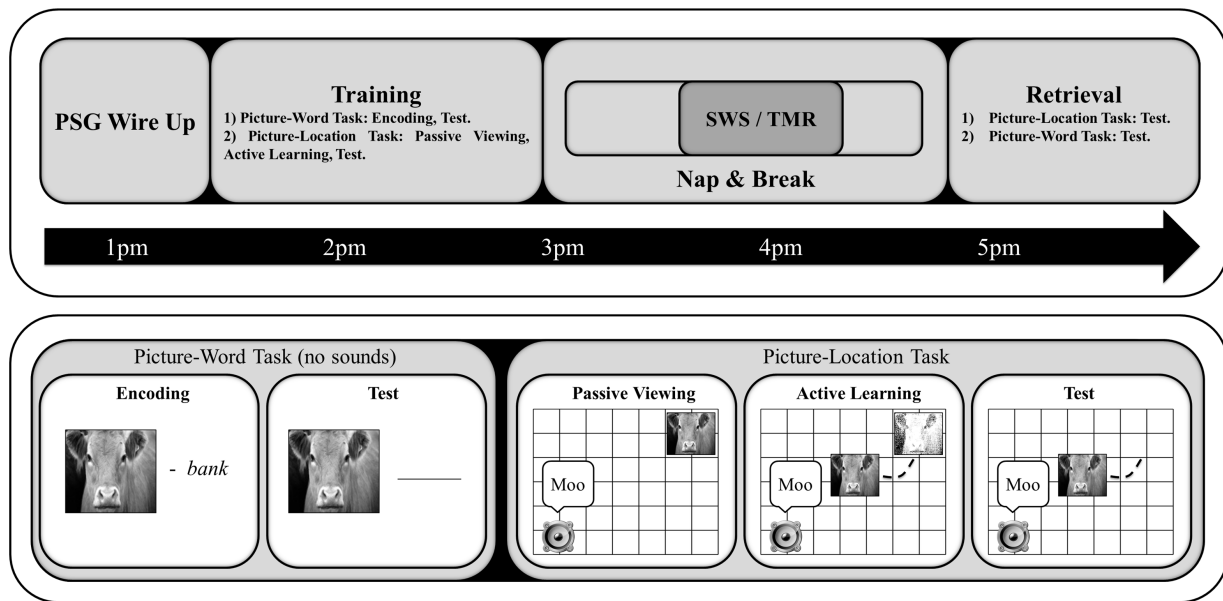 PSG Wire Up
Training
1) Picture-Word Task: Encoding, Test.
2) Picture-Location Task: Passive Viewing,
Active Learning, Test.
SWS / TMR
Nap & Break
Retrieval
1) Picture-Location Task: Test.
2) Picture-Word Task: Test.
1pm 2pm 3pm 4pm 5pm
Picture-Word Task (no sounds)
Encoding
- bank
Test
Picture-Location Task
Passive Viewing
Moo
Active Learning
Moo
Test
Moo